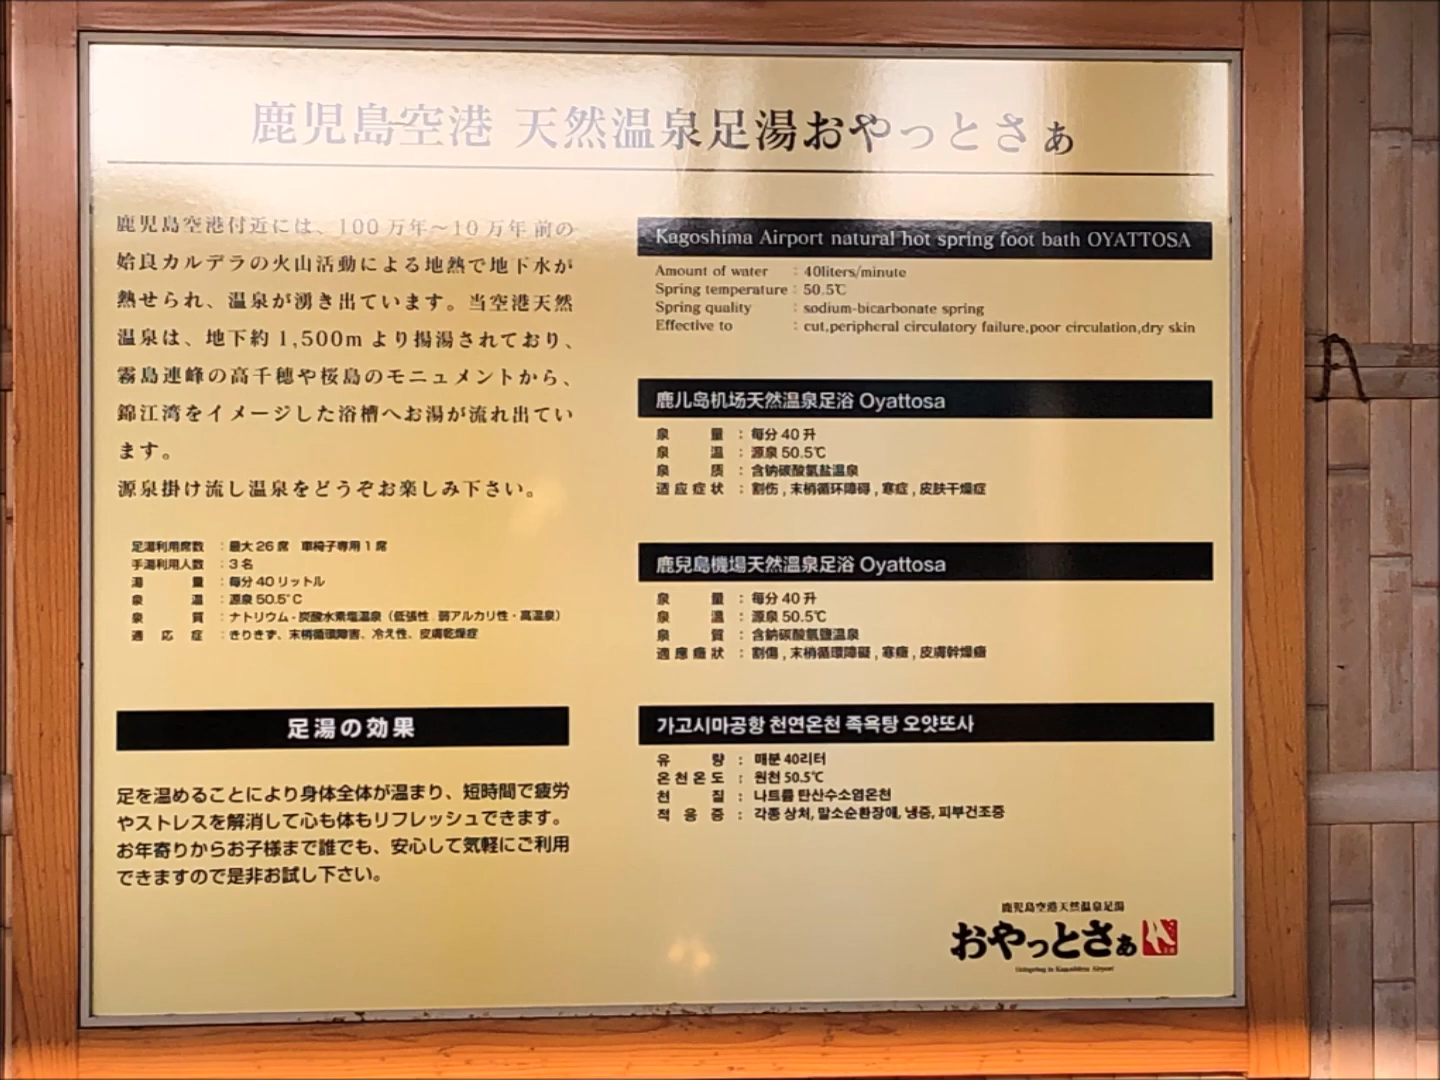 鹿児島空港 天然温泉足湯おやっとさぁ
鹿児島空港付近には、100万年～10万年前の
姶良カルデラの火山活動による地熱で地下水が
熱せられ、温泉が湧き出ています。当空港天然
温泉は、地下約1,500mより揚湯されており、
霧島連峰の高千穂や桜島のモニュメントから、
錦江湾をイメージした浴槽へお湯が流れ出てい
ます。
源泉掛け流し温泉をどうぞお楽しみ下さい。
足湯利用席数 : 最大26席 車椅子専用1席
手湯利用人数 : 3名
湯量 : 毎分40リットル
泉温 : 源泉50.5°C
泉質 : ナトリウム-炭酸水素塩温泉（低張性 弱アルカリ性・高温泉）
適応症 : きりきず、末梢循環障害、冷え性、皮膚乾燥症
足湯の効果
足を温めることにより身体全体が温まり、短時間で疲労
やストレスを解消して心も体もリフレッシュできます。
お年寄りからお子様まで誰でも、安心して気軽にご利用
できますので是非お試し下さい。
Kagoshima Airport natural hot spring foot bath OYATTOSA
Amount of water : 40liters/minute
Spring temperature : 50.5℃
Spring quality : sodium-bicarbonate spring
Effective to : cut,peripheral circulatory failure,poor circulation,dry skin
鹿儿岛机场天然温泉足浴 Oyattosa
泉量 : 每分40升
泉温 : 源泉50.5℃
泉质 : 含钠碳酸氢盐温泉
适应症状 : 割伤,末梢循环障碍,寒症,皮肤干燥症
鹿兒島機場天然溫泉足浴 Oyattosa
泉量 : 每分40升
泉溫 : 源泉50.5℃
泉質 : 含鈉碳酸氫鹽溫泉
適應癥狀 : 割傷,末梢循環障礙,寒癥,皮膚幹燥癥
가고시마공항 천연온천 족욕탕 오얏또사
유량 : 매분 40리터
온천온도 : 원천 50.5℃
천질 : 나트륨 탄산수소염온천
적응증 : 각종 상처, 말소순환장애, 냉증, 피부건조증
鹿児島空港天然温泉足湯
おやっとさぁ